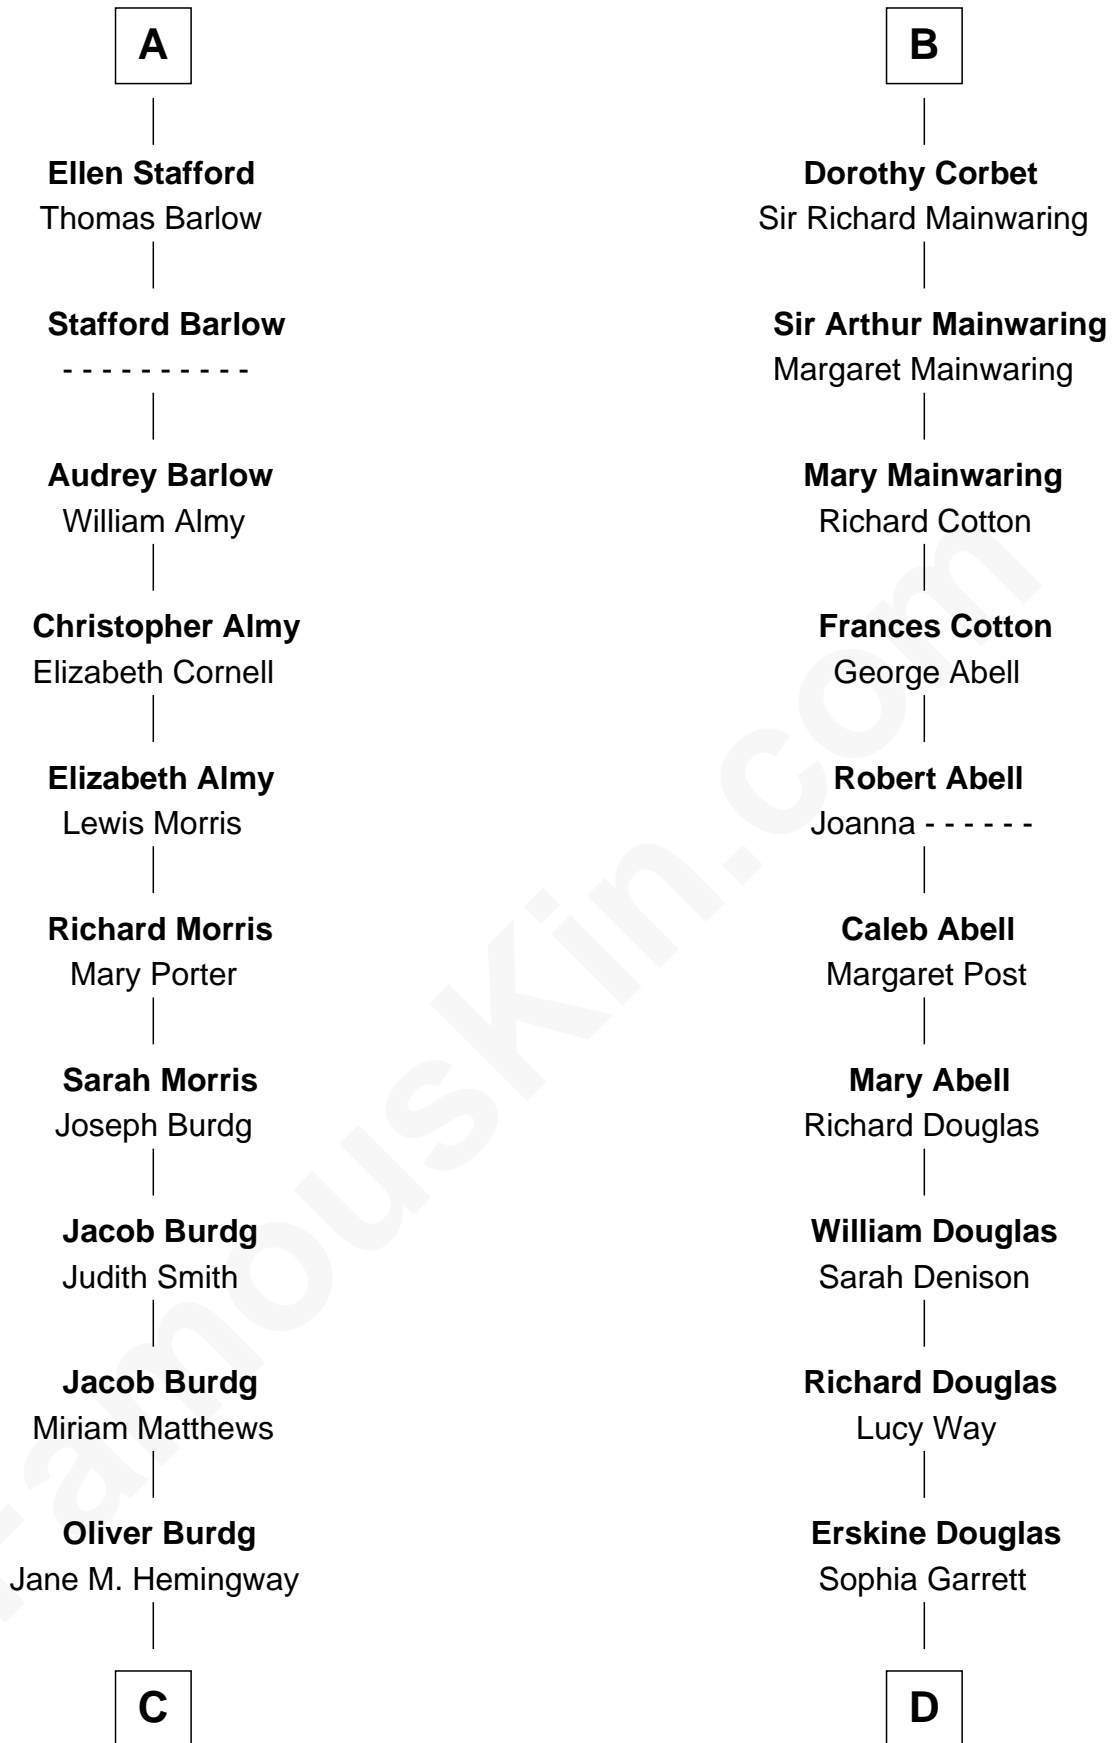 A
Ellen Stafford
Thomas Barlow
Stafford Barlow
- - - - - - - - - -
Audrey Barlow
William Almy
Christopher Almy
Elizabeth Cornell
Elizabeth Almy
Lewis Morris
Richard Morris
Mary Porter
Sarah Morris
Joseph Burdg
Jacob Burdg
Judith Smith
Jacob Burdg
Miriam Matthews
Oliver Burdg
Jane M. Hemingway
C
B
Dorothy Corbet
Sir Richard Mainwaring
Sir Arthur Mainwaring
Margaret Mainwaring
Mary Mainwaring
Richard Cotton
Frances Cotton
George Abell
Robert Abell
Joanna - - - - - -
Caleb Abell
Margaret Post
Mary Abell
Richard Douglas
William Douglas
Sarah Denison
Richard Douglas
Lucy Way
Erskine Douglas
Sophia Garrett
D
FamousKin.com